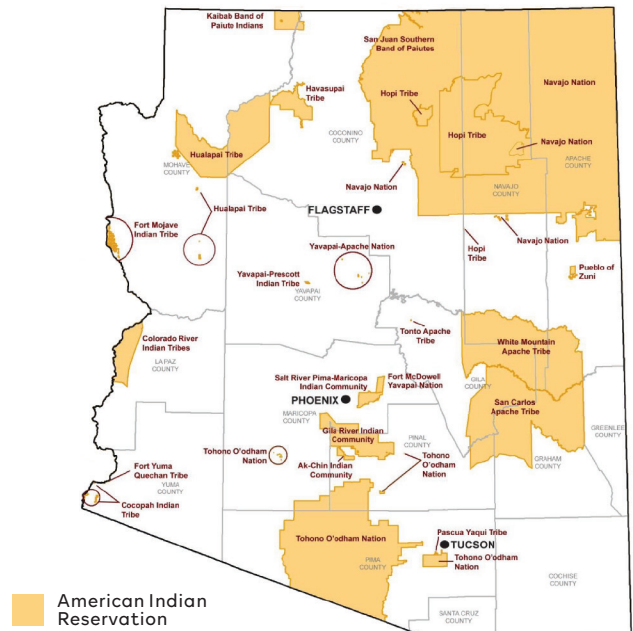 Kaibab Band of
Paiute Indians
San Juan Southern
Band of Paiutes
Havasupai
Tribe
Hopi Tribe
Navajo Nation
COCONINO
COUNTY
Hopi Tribe
Navajo Nation
Hualapai Tribe
MOHAVE
COUNTY
APACHE
COUNTY
Navajo Nation
NAVAJO
COUNTY
Hualapai Tribe
FLAGSTAFF
Fort Mojave
Indian Tribe
Navajo Nation
Yavapai-Apache Nation
Hopi
Tribe
Yavapai-Prescott
Indian Tribe
Pueblo of
Zuni
YAVAPAI
COUNTY
Tonto Apache
Tribe
Colorado River
Indian Tribes
White Mountain
Apache Tribe
LA PAZ
COUNTY
Salt River Pima-Maricopa
Indian Community
Fort McDowell
Yavapai Nation
GILA
COUNTY
PHOENIX
San Carlos
Apache Tribe
MARICOPA
COUNTY
Gila River Indian
Community
GREENLEE
COUNTY
PINAL
COUNTY
Tohono O'odham
Nation
Tohono
O'odham
Nation
GRAHAM
COUNTY
Ak-Chin Indian
Community
Fort Yuma
Quechan Tribe
YUMA
COUNTY
Cocopah Indian
Tribe
Pascua Yaqui Tribe
Tohono O'odham Nation
TUCSON
PIMA
COUNTY
Tohono O'odham
Nation
COCHISE
COUNTY
American Indian
Reservation
SANTA CRUZ
COUNTY